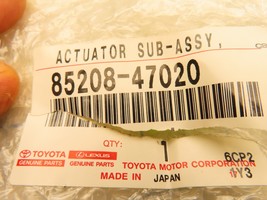 ACTUATOR SUB-ASSY,
85208-47020
QTY:
TOYOTA LEXUS
GENUINE PARTS GENUINE PARTS TOYOTA MOTOR CORPORATION
6CP2
MADE IN JAPAN 1Y3